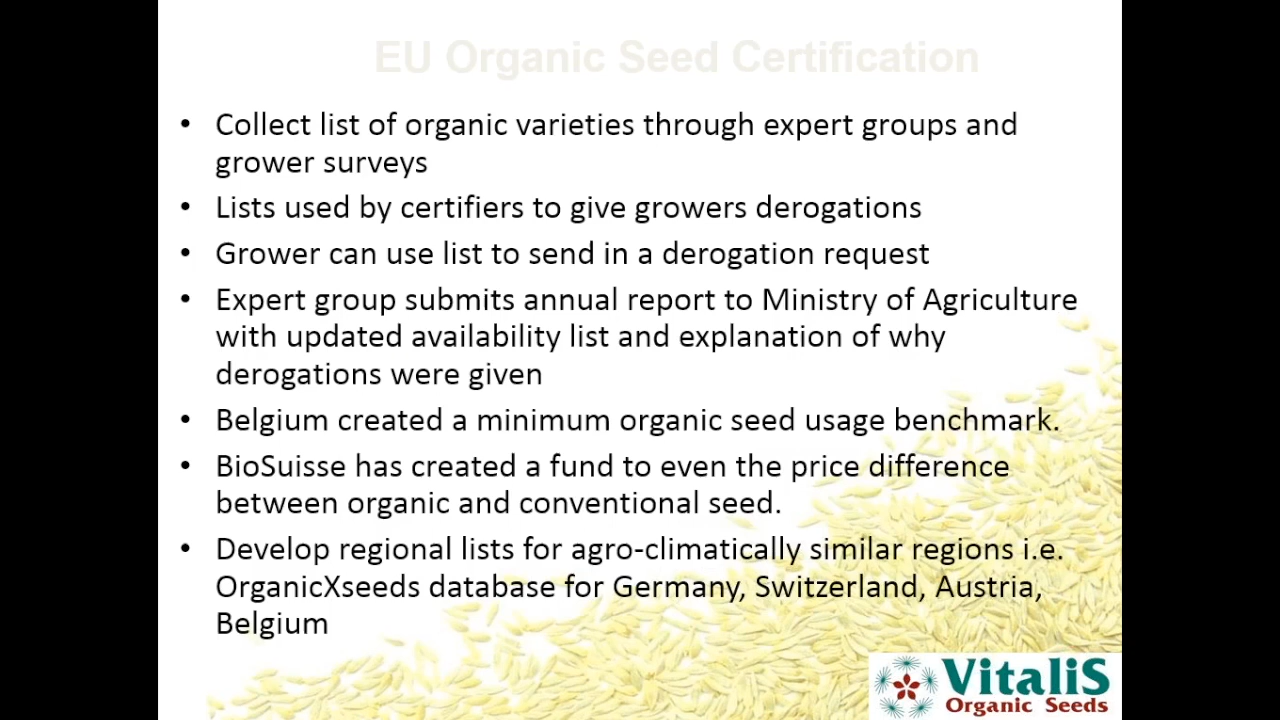 EU Organic Seed Certification
• Collect list of organic varieties through expert groups and
grower surveys
• Lists used by certifiers to give growers derogations
• Grower can use list to send in a derogation request
• Expert group submits annual report to Ministry of Agriculture
with updated availability list and explanation of why
derogations were given
• Belgium created a minimum organic seed usage benchmark.
• BioSuisse has created a fund to even the price difference
between organic and conventional seed.
• Develop regional lists for agro-climatically similar regions i.e.
OrganicXseeds database for Germany, Switzerland, Austria,
Belgium
VitaliS
Organic Seeds